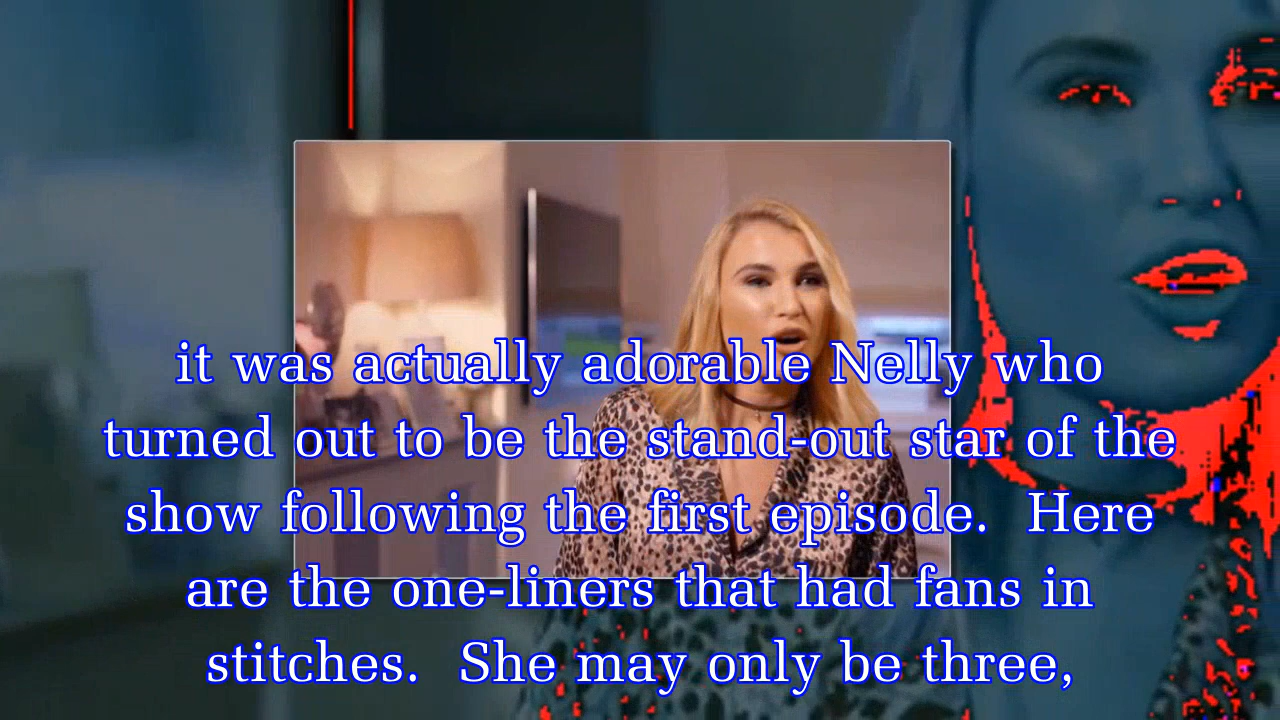 it was actually adorable Nelly who
turned out to be the stand-out star of the
show following the first episode.  Here
are the one-liners that had fans in
stitches.  She may only be three,